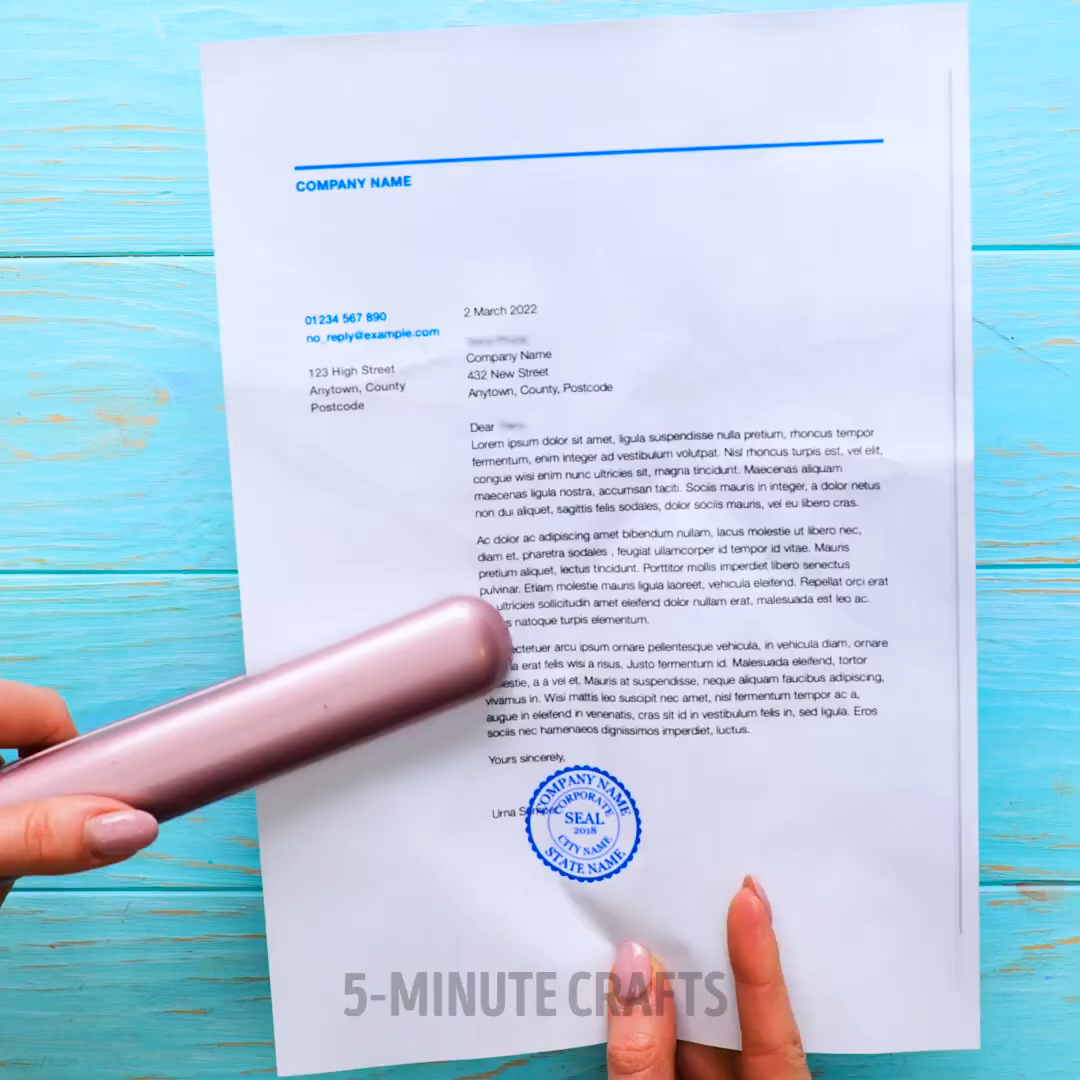 COMPANY NAME
01234 567 890
no_reply@example.com
123 High Street
Anytown, County
Postcode
2 March 2022
Company Name
432 New Street
Anytown, County, Postcode
Dear
Lorem ipsum dolor sit amet, ligula suspendisse nulla pretium, rhoncus tempor
fermentum, enim integer ad vestibulum volutpat. Nisl rhoncus turpis est, vel elit,
congue wisi enim nunc ultricies sit, magna tincidunt. Maecenas aliquam
maecenas ligula nostra, accumsan taciti. Sociis mauris in integer, a dolor netus
non dui aliquet, sagittis felis sodales, dolor sociis mauris, vel eu libero cras.
Ac dolor ac adipiscing amet bibendum nullam, lacus molestie ut libero nec,
diam et, pharetra sodales , feugiat ullamcorper id tempor id vitae. Mauris
pretium aliquet, lectus tincidunt. Porttitor mollis imperdiet libero senectus
pulvinar. Etiam molestie mauris ligula laoreet, vehicula eleifend. Repellat orci erat
ultricies sollicitudin amet eleifend dolor nullam erat, malesuada est leo ac.
natoque turpis elementum.
arcu ipsum ornare pellentesque vehicula, in vehicula diam, ornare
erat felis wisi a risus. Justo fermentum id. Malesuada eleifend, tortor
a a vel et. Mauris at suspendisse, neque aliquam faucibus adipiscing,
vivamus in. Wisi mattis leo suscipit nec amet, nisl fermentum tempor ac a,
augue in eleifend in venenatis, cras sit id in vestibulum felis in, sed ligula. Eros
sociis nec hamenaeos dignissimos imperdiet, luctus.
Yours sincerely,
Urna
COMPANY NAME
CORPORATE
SEAL
2018
CITY NAME
STATE NAME
5-MINUTE CRAFTS